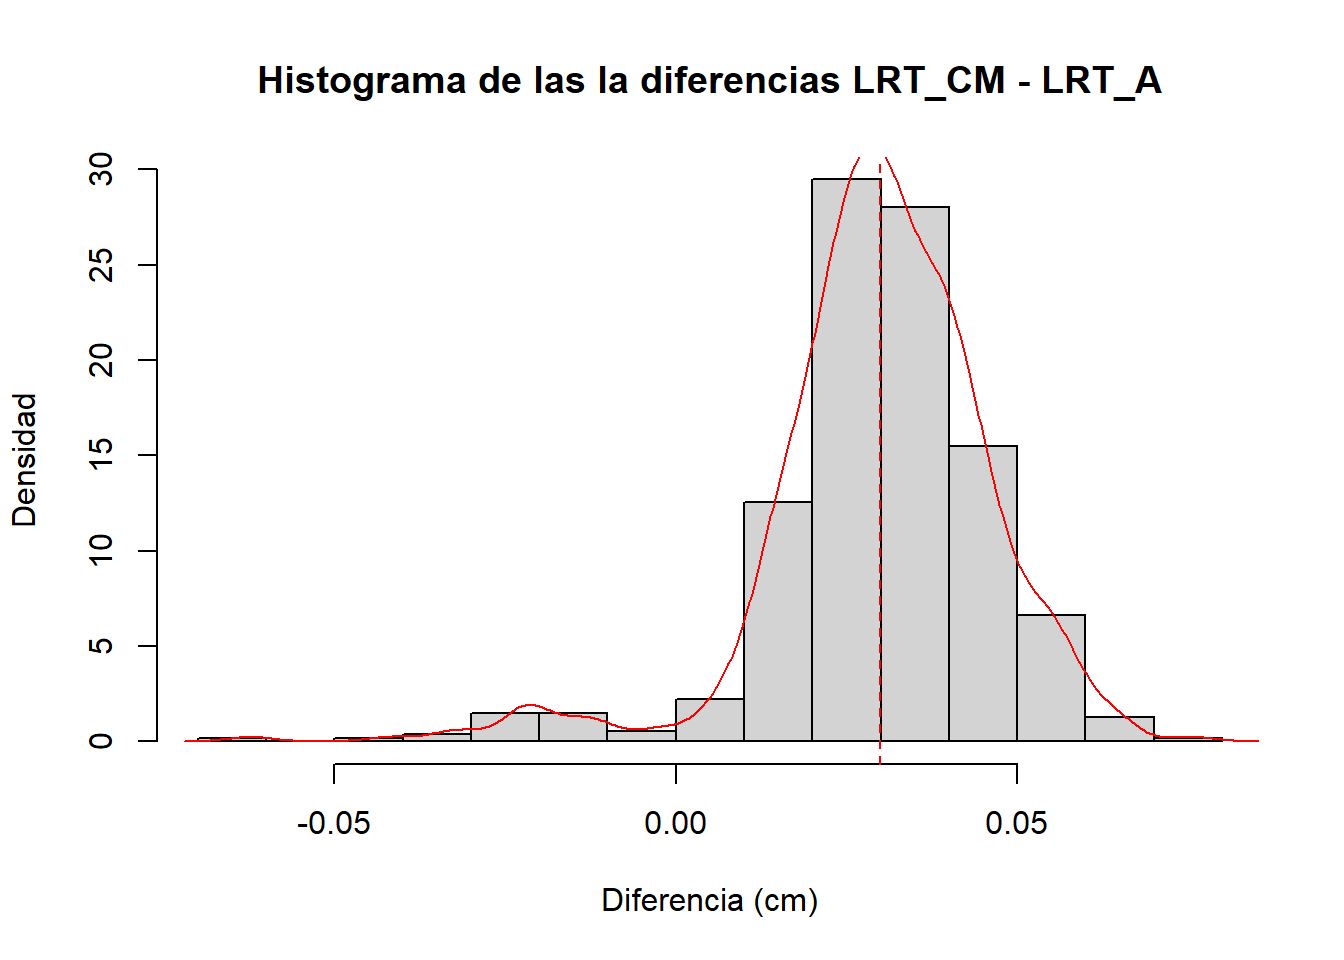 Histograma de las la diferencias LRT_CM - LRT_A
30
25
20
15
10
5
0
Densidad
-0.05 0.00 0.05
Diferencia (cm)